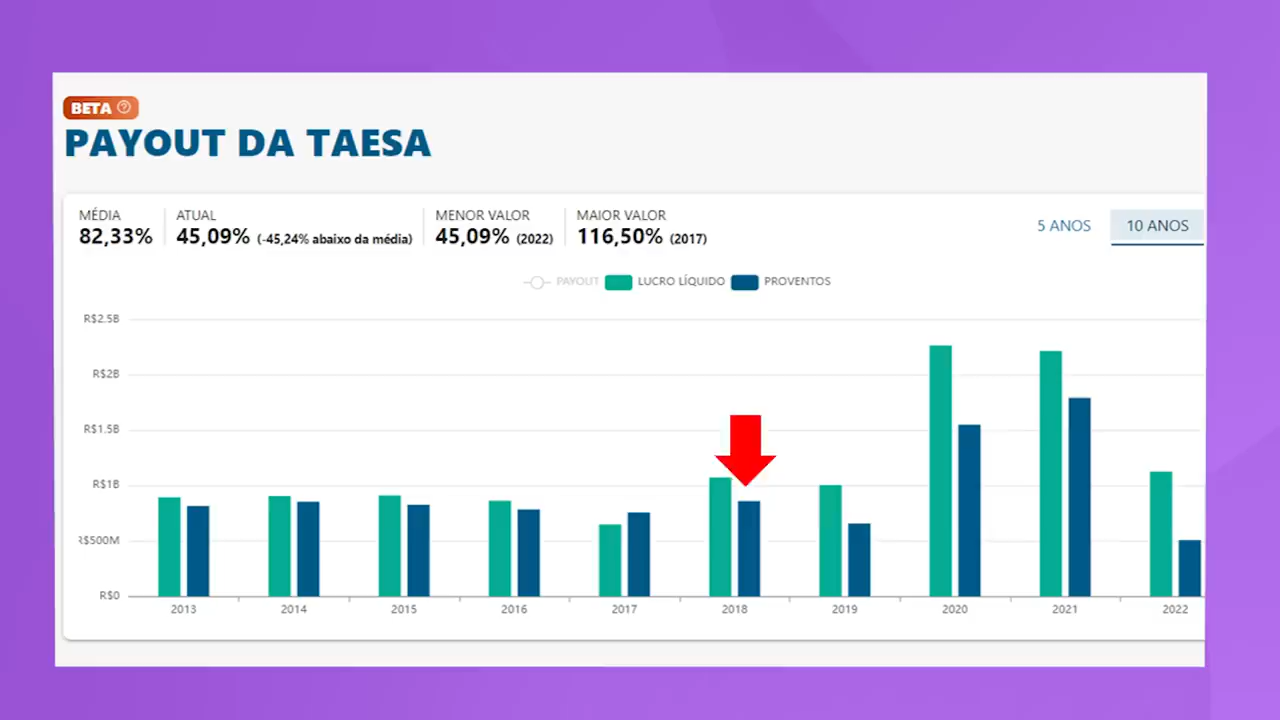 BETA
PAYOUT DA TAESA
MÉDIA
82,33%
ATUAL
45,09% (-45,24% abaixo da média)
MENOR VALOR
45,09% (2022)
MAIOR VALOR
116,50% (2017)
5 ANOS
10 ANOS
PAYOUT LUCRO LÍQUIDO PROVENTOS
R$2.5B
R$2B
R$1.5B
R$1B
R$500M
R$0
2013 2014 2015 2016 2017 2018 2019 2020 2021 2022